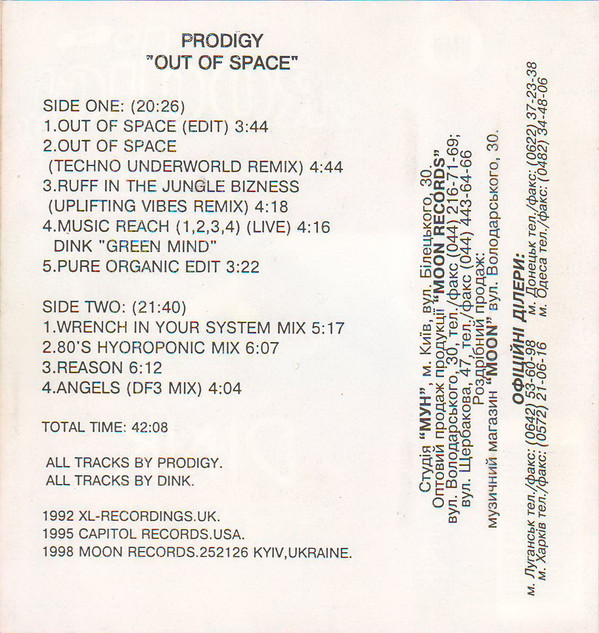 PRODIGY
"OUT OF SPACE"
SIDE ONE: (20:26)
1.OUT OF SPACE (EDIT) 3:44
2.OUT OF SPACE
(TECHNO UNDERWORLD REMIX) 4:44
3.RUFF IN THE JUNGLE BIZNESS
(UPLIFTING VIBES REMIX) 4:18
4.MUSIC REACH (1,2,3,4) (LIVE) 4:16
DINK "GREEN MIND"
5.PURE ORGANIC EDIT 3:22
SIDE TWO: (21:40)
1.WRENCH IN YOUR SYSTEM MIX 5:17
2.80'S HYOROPONIC MIX 6:07
3.REASON 6:12
4.ANGELS (DF3 MIX) 4:04
TOTAL TIME: 42:08
ALL TRACKS BY PRODIGY.
ALL TRACKS BY DINK.
1992 XL-RECORDINGS.UK.
1995 CAPITOL RECORDS.USA.
1998 MOON RECORDS.252126 KYIV,UKRAINE.
Студія "МУН", м. Київ, вул. Білецького, 30.
Оптовий продаж продукції "MOON RECORDS"
вул. Володарського, 30, тел./факс (044) 216-71-69;
вул. Щербакова, 47, тел./факс (044) 443-64-66
Роздрібний продаж:
музичний магазин "MOON" вул. Володарського, 30.
ОФІЦІЙНІ ДІЛЕРИ:
м. Луганськ тел./факс: (0642) 53-60-98 м. Донецьк тел./факс: (0622) 37-23-38
м. Харків тел./факс: (0572) 21-06-16 м. Одеса тел./факс: (0482) 34-48-06